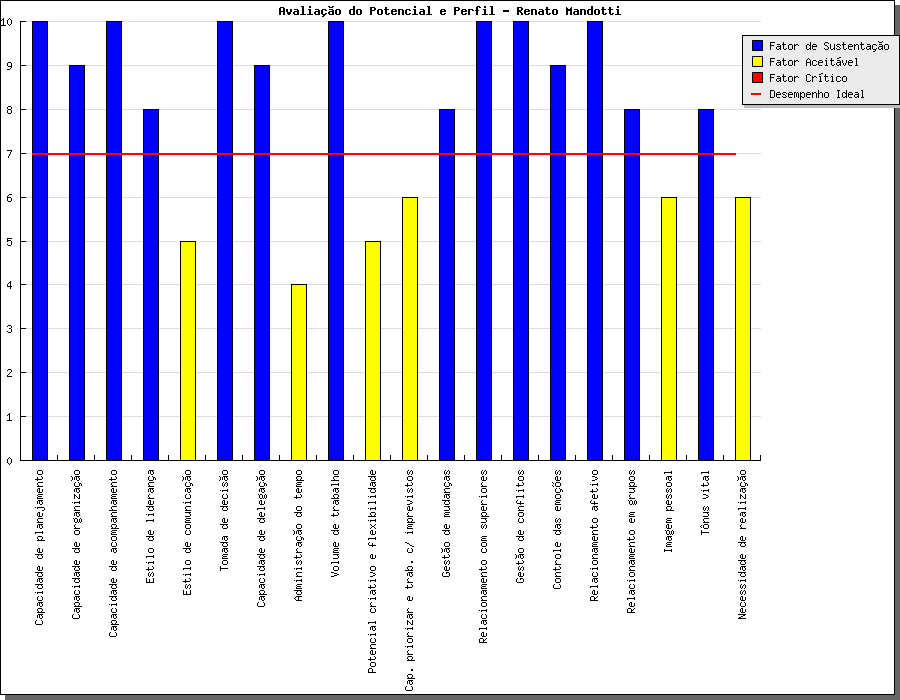 Avaliação do Potencial e Perfil - Renato Mandotti
10
9
8
7
6
5
4
3
2
1
0
Fator de Sustentação
Fator Aceitável
Fator Crítico
Desempenho Ideal
Capacidade de planejamento
Capacidade de organização
Capacidade de acompanhamento
Estilo de liderança
Estilo de comunicação
Tomada de decisão
Capacidade de delegação
Administração do tempo
Volume de trabalho
Potencial criativo e flexibilidade
Cap. priorizar e trab. c/ imprevistos
Gestão de mudanças
Relacionamento com superiores
Gestão de conflitos
Controle das emoções
Relacionamento afetivo
Relacionamento em grupos
Imagem pessoal
Tônus vital
Necessidade de realização